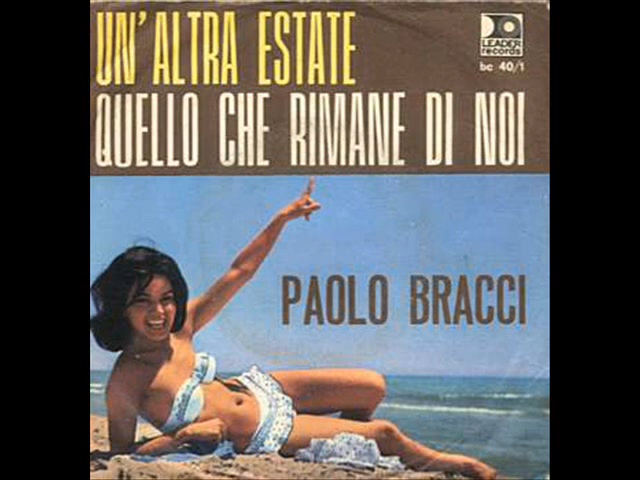 UN'ALTRA ESTATE
LEADER
records
bc 40/1
QUELLO CHE RIMANE DI NOI
PAOLO BRACCI